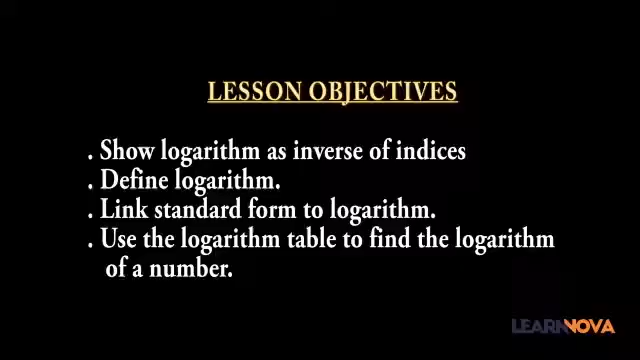 LESSON OBJECTIVES
. Show logarithm as inverse of indices
. Define logarithm.
. Link standard form to logarithm.
. Use the logarithm table to find the logarithm
of a number.
LEARNNOVA